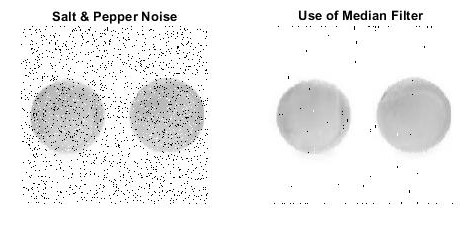 Salt & Pepper Noise
Use of Median Filter